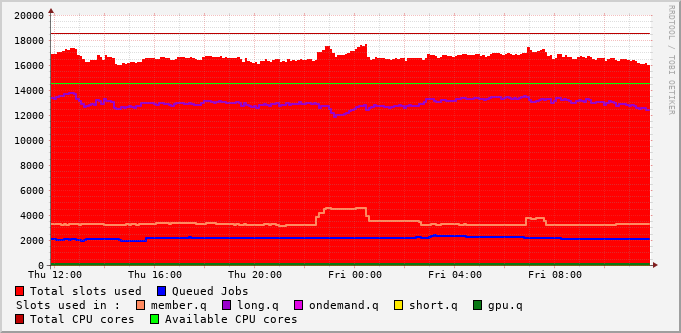 20000
18000
16000
14000
12000
10000
8000
6000
4000
2000
0
Thu 12:00 Thu 16:00 Thu 20:00 Fri 00:00 Fri 04:00 Fri 08:00
RRDTOOL / TOBI OETIKER
Total slots used Queued Jobs
Slots used in : member.q long.q ondemand.q short.q gpu.q
Total CPU cores Available CPU cores